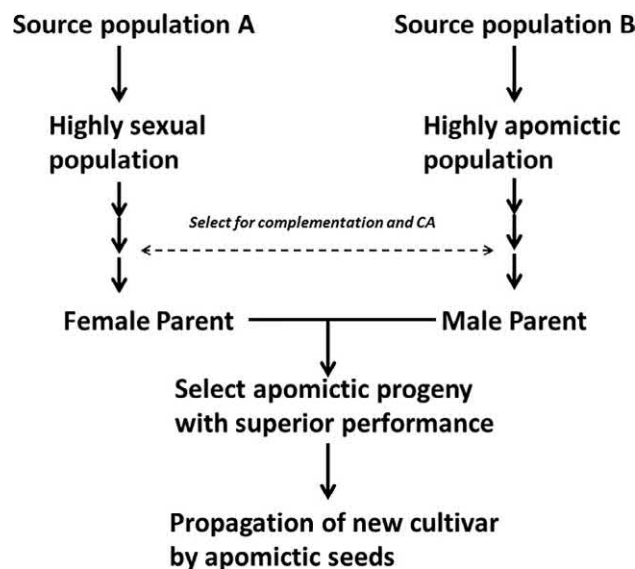 Source population A
Source population B
Highly sexual
population
Highly apomictic
population
Select for complementation and CA
Female Parent
Male Parent
Select apomictic progeny
with superior performance
Propagation of new cultivar
by apomictic seeds